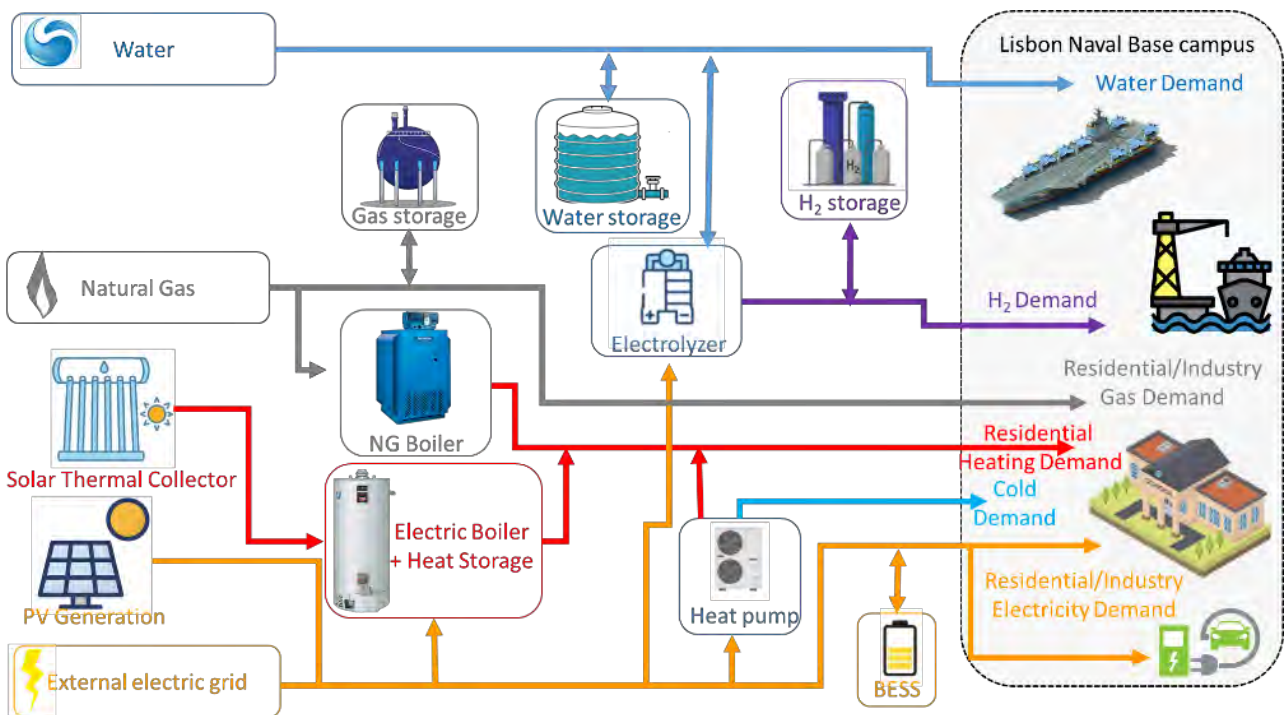 Water
Lisbon Naval Base campus
Water Demand
Gas storage
Water storage
H₂
H₂ storage
Natural Gas
Electrolyzer
H₂ Demand
Residential/Industry
Gas Demand
NG Boiler
Solar Thermal Collector
Residential
Heating Demand
Cold
Demand
Electric Boiler
+ Heat Storage
PV Generation
Heat pump
Residential/Industry
Electricity Demand
External electric grid
BESS